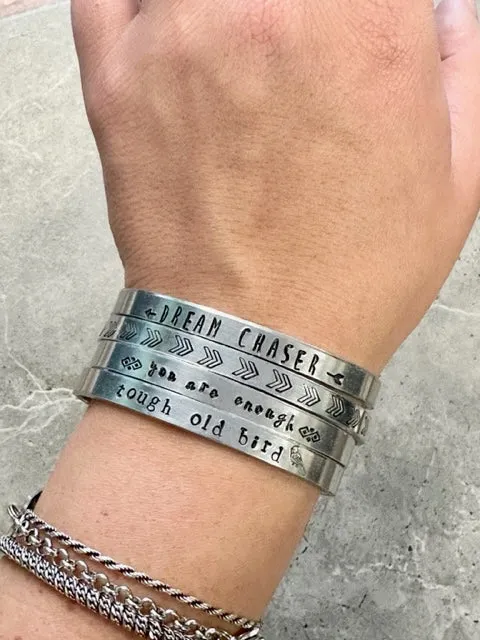 DREAM CHASER
you are enough
tough old bird